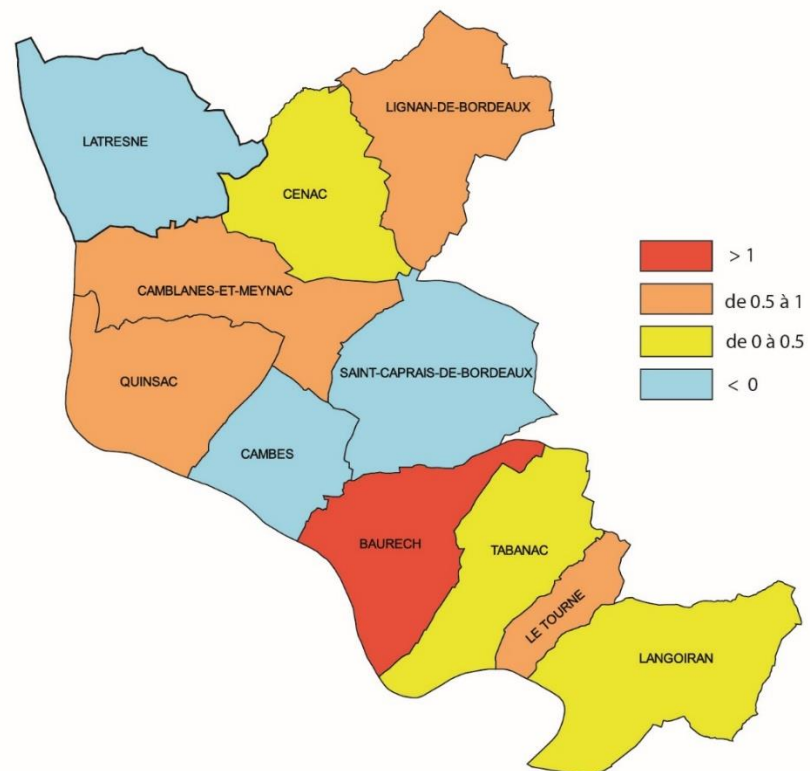 LIGNAN-DE-BORDEAUX
LATRESNE
CENAC
CAMBLANES-ET-MEYNAC
QUINSAC
SAINT-CAPRAIS-DE-BORDEAUX
CAMBES
BAURECH
TABANAC
LE TOURNE
LANGOIRAN
> 1
de 0.5 à 1
de 0 à 0.5
< 0